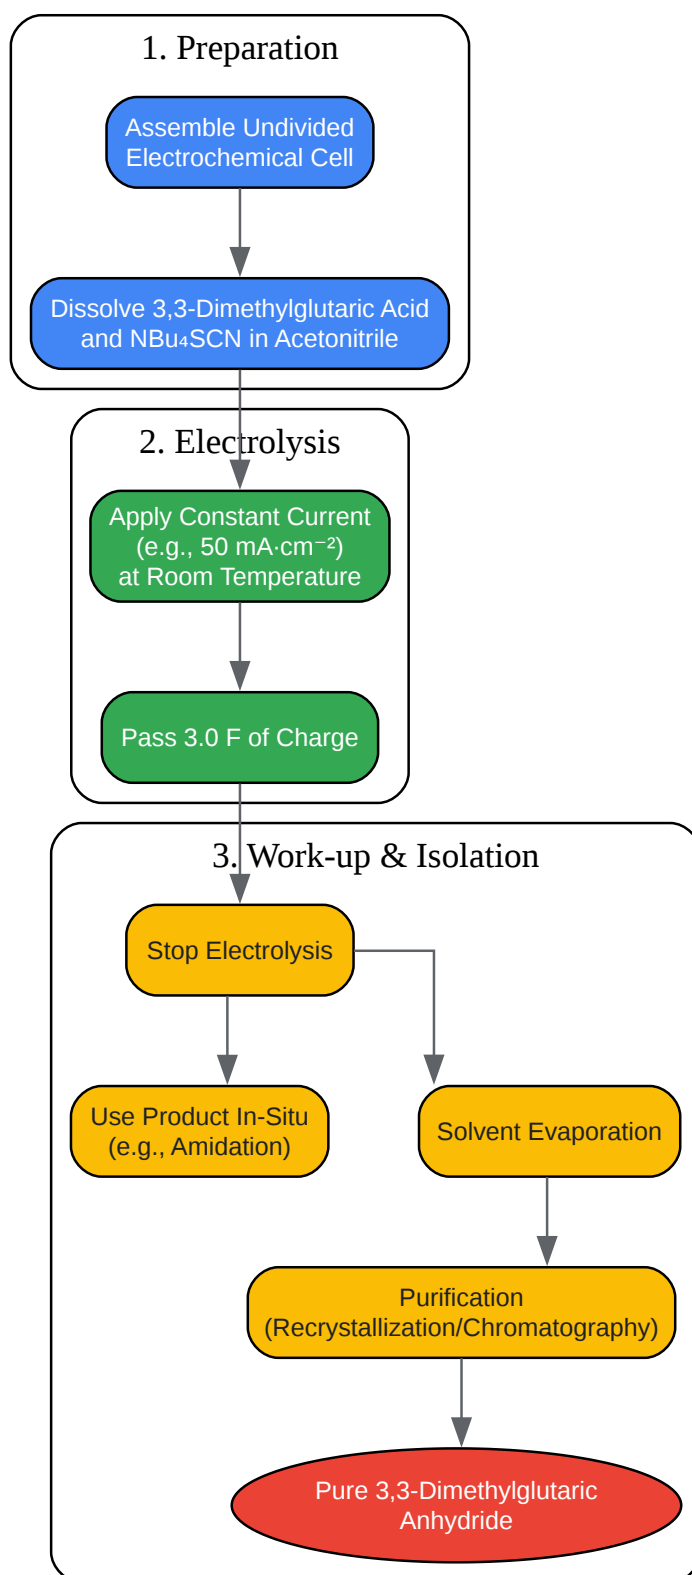 1. Preparation
Assemble Undivided
Electrochemical Cell
Dissolve 3,3-Dimethylglutaric Acid
and NBu₄SCN in Acetonitrile
2. Electrolysis
Apply Constant Current
(e.g., 50 mA·cm⁻²)
at Room Temperature
Pass 3.0 F of Charge
3. Work-up & Isolation
Stop Electrolysis
Use Product In-Situ
(e.g., Amidation)
Solvent Evaporation
Purification
(Recrystallization/Chromatography)
Pure 3,3-Dimethylglutaric
Anhydride